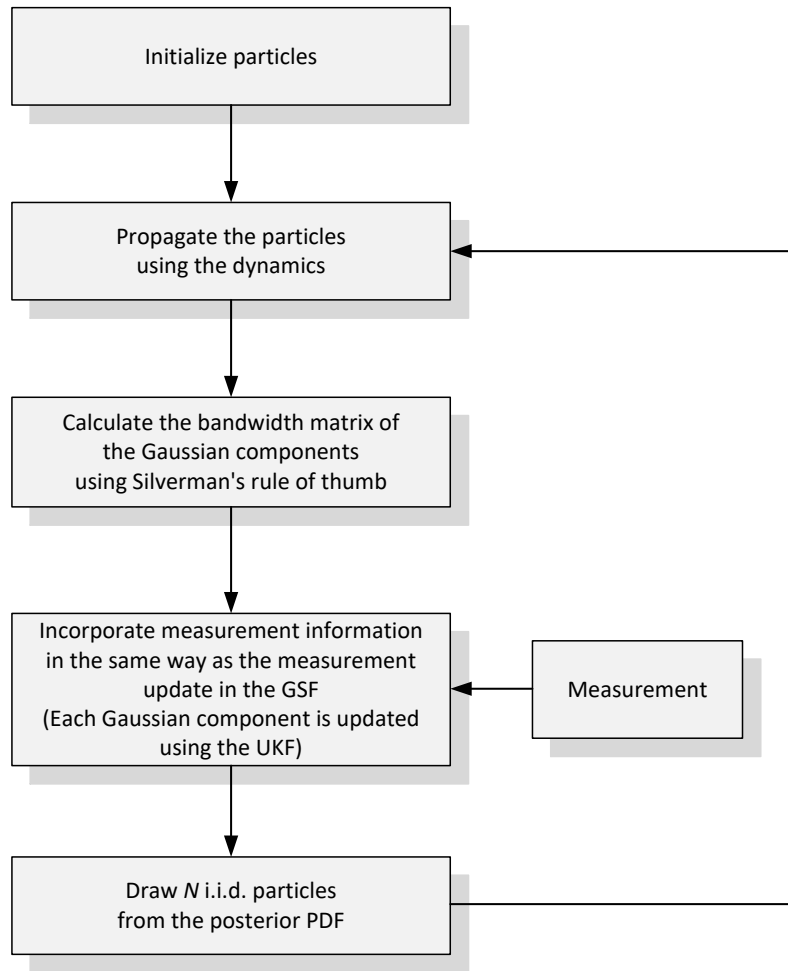 Initialize particles
Propagate the particles
using the dynamics
Calculate the bandwidth matrix of
the Gaussian components
using Silverman's rule of thumb
Incorporate measurement information
in the same way as the measurement
update in the GSF
(Each Gaussian component is updated
using the UKF)
Measurement
Draw N i.i.d. particles
from the posterior PDF